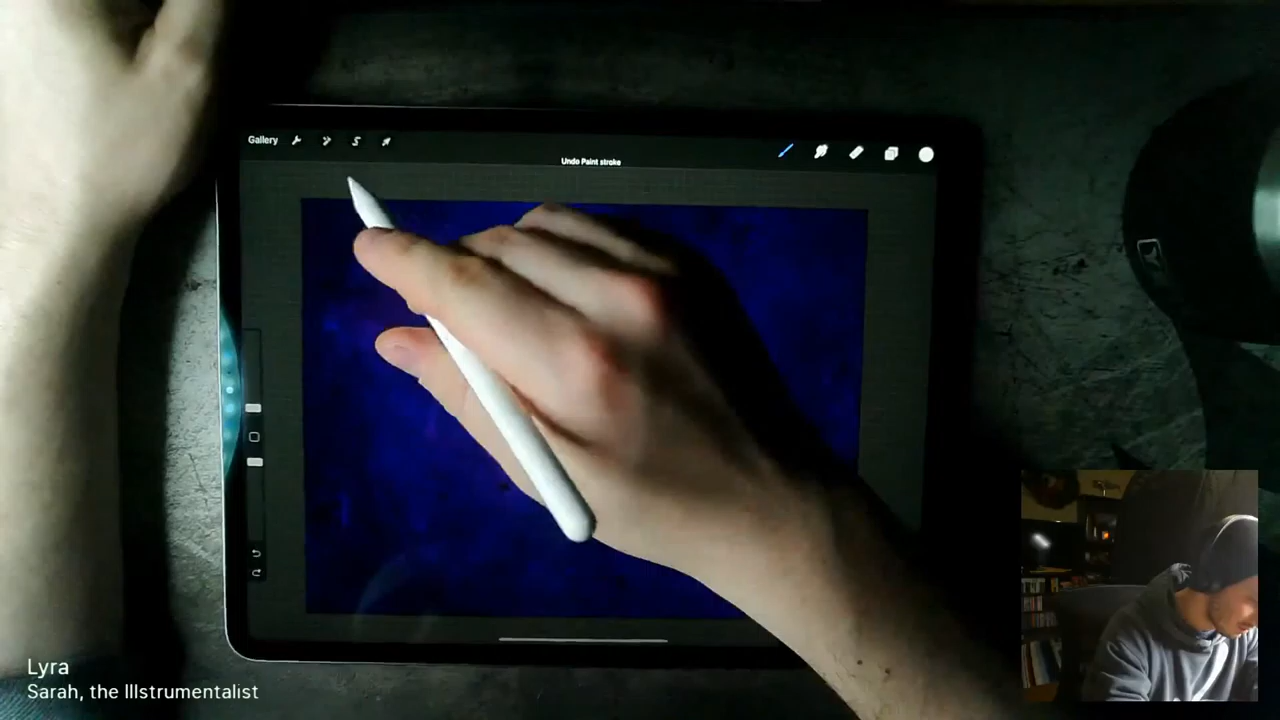 Gallery
Undo Paint stroke
Lyra
Sarah, the Illstrumentalist